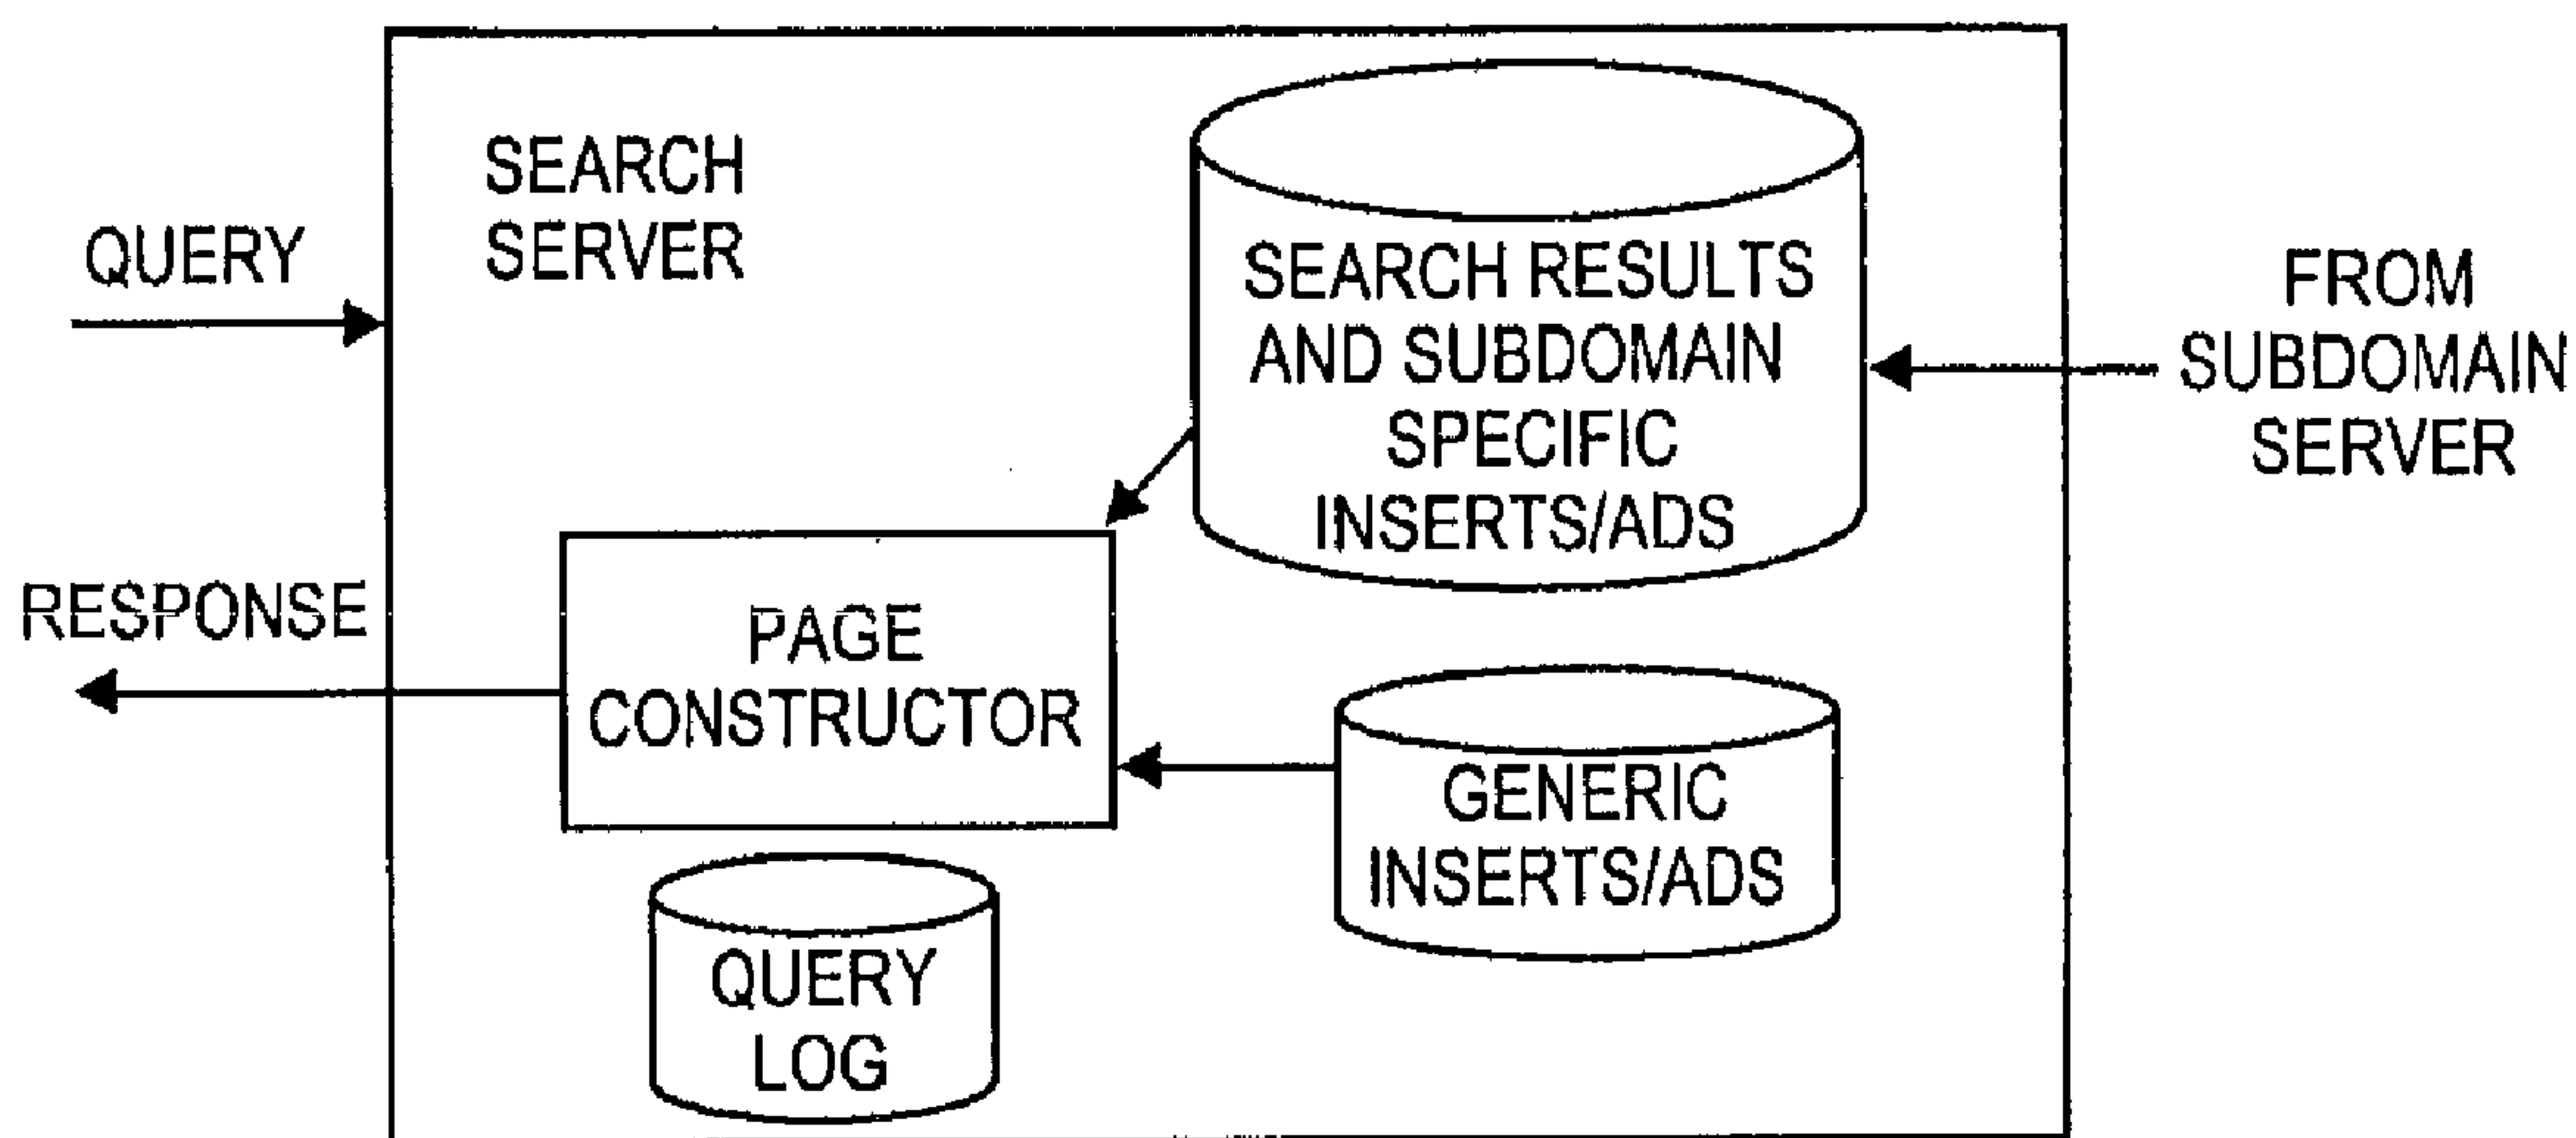 SEARCH
SERVER
QUERY
SEARCH RESULTS
AND SUBDOMAIN
SPECIFIC
INSERTS/ADS
FROM
SUBDOMAIN
SERVER
RESPONSE
PAGE
CONSTRUCTOR
GENERIC
INSERTS/ADS
QUERY
LOG